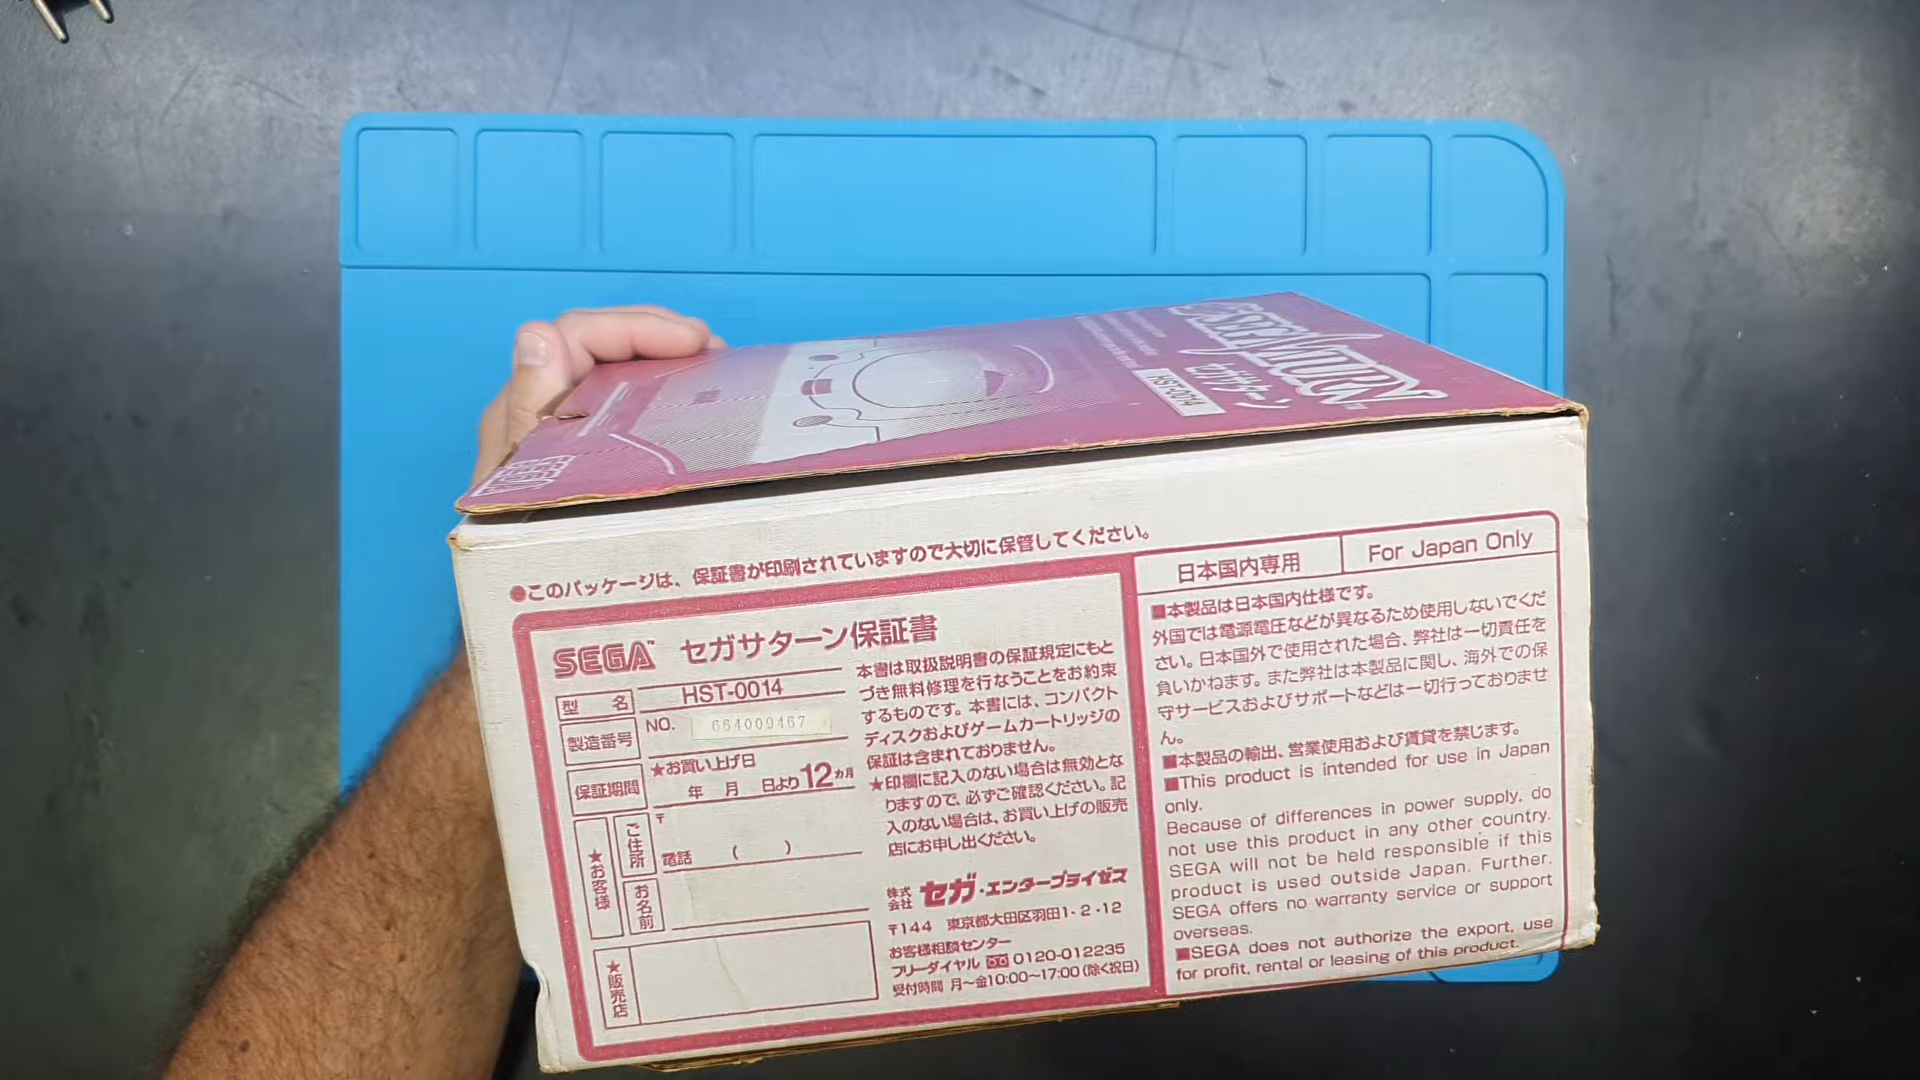 SEGA SATURN™
セガサターン
HST-0014
SEGA
●このパッケージは、保証書が印刷されていますので大切に保管してください。
SEGA™ セガサターン保証書
型名 HST-0014
製造番号 NO. 664009467
保証期間 ★お買い上げ日
年 月 日より12ヵ月
★お客様
ご住所 〒
電話 ( )
お名前
★販売店
本書は取扱説明書の保証規定にもと
づき無料修理を行なうことをお約束
するものです。本書には、コンパクト
ディスクおよびゲームカートリッジの
保証は含まれておりません。
★印欄に記入のない場合は無効とな
りますので、必ずご確認ください。記
入のない場合は、お買い上げの販売
店にお申し出ください。
株式会社 セガ・エンタープライゼス
〒144 東京都大田区羽田1-2-12
お客様相談センター
フリーダイヤル 0120-012235
受付時間 月〜金10:00〜17:00(除く祝日)
日本国内専用 For Japan Only
■本製品は日本国内仕様です。
外国では電源電圧などが異なるため使用しないでくだ
さい。日本国外で使用された場合、弊社は一切責任を
負いかねます。また弊社は本製品に関し、海外での保
守サービスおよびサポートなどは一切行っておりませ
ん。
■本製品の輸出、営業使用および賃貸を禁じます。
■This product is intended for use in Japan
only.
Because of differences in power supply, do
not use this product in any other country.
SEGA will not be held responsible if this
product is used outside Japan. Further.
SEGA offers no warranty service or support
overseas.
■SEGA does not authorize the export, use
for profit, rental or leasing of this product.